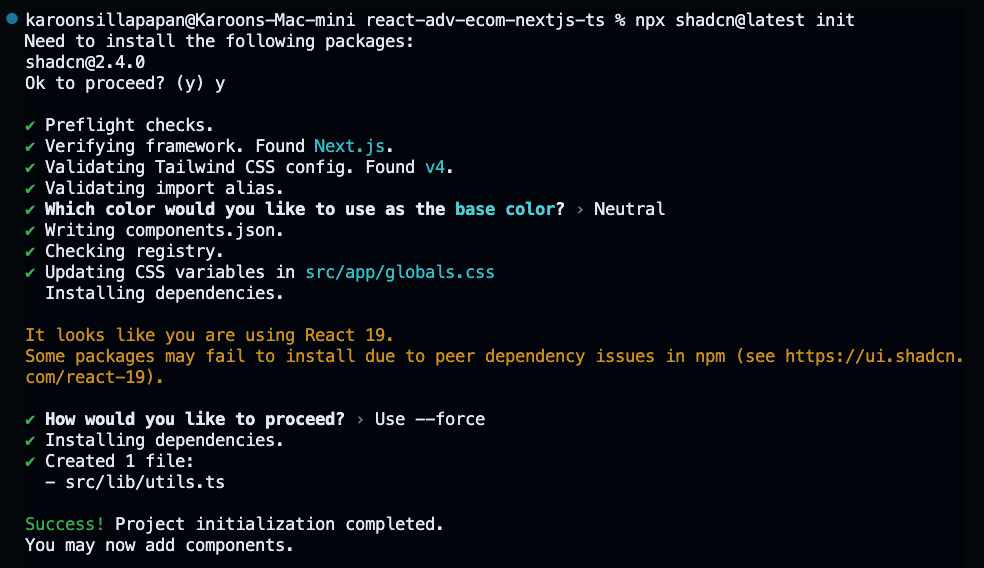 karoonsillapapan@Karoons-Mac-mini react-adv-ecom-nextjs-ts % npx shadcn@latest init
Need to install the following packages:
shadcn@2.4.0
Ok to proceed? (y) y
✔ Preflight checks.
✔ Verifying framework. Found Next.js.
✔ Validating Tailwind CSS config. Found v4.
✔ Validating import alias.
✔ Which color would you like to use as the base color? › Neutral
✔ Writing components.json.
✔ Checking registry.
✔ Updating CSS variables in src/app/globals.css
Installing dependencies.
It looks like you are using React 19.
Some packages may fail to install due to peer dependency issues in npm (see https://ui.shadcn.
com/react-19).
✔ How would you like to proceed? › Use --force
✔ Installing dependencies.
✔ Created 1 file:
- src/lib/utils.ts
Success! Project initialization completed.
You may now add components.